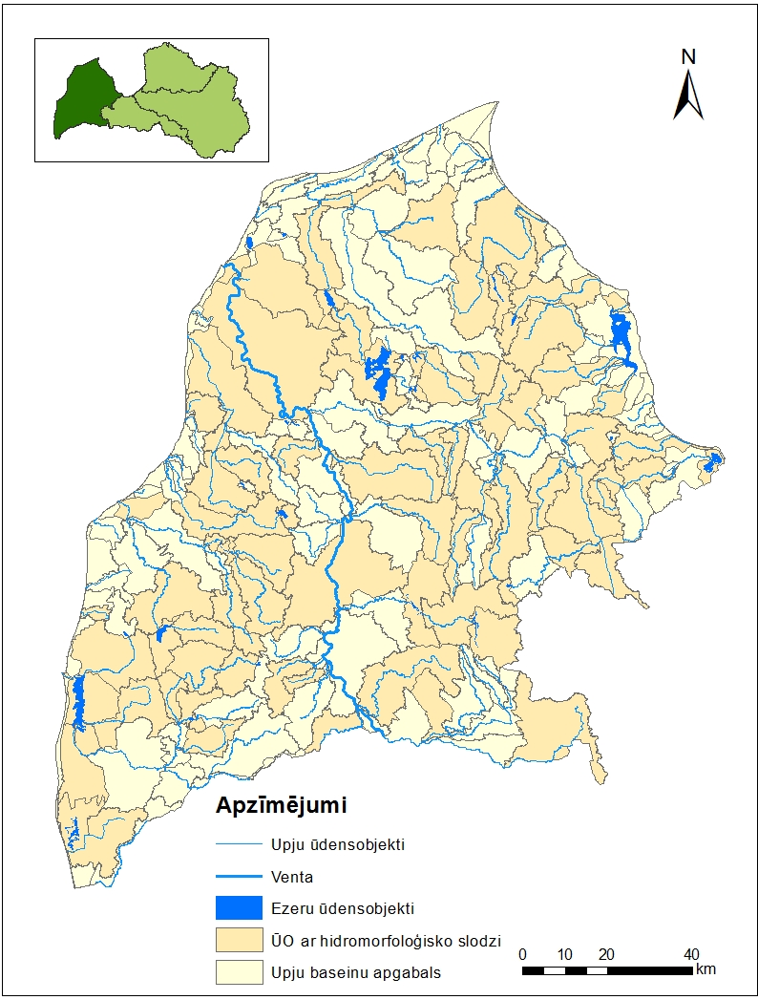 N
Apzīmējumi
Upju ūdensobjekti
Venta
Ezeru ūdensobjekti
ŪO ar hidromorfoloģisko slodzi
Upju baseinu apgabals
0 10 20 40
km